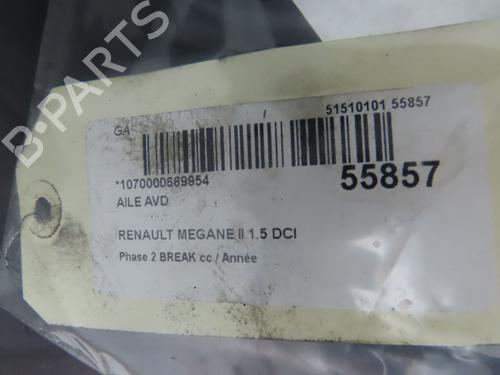 GA
51510101 55857
*1070000669954
55857
AILE AVD
RENAULT MEGANE II 1.5 DCI
Phase 2 BREAK cc / Année
B-PARTS